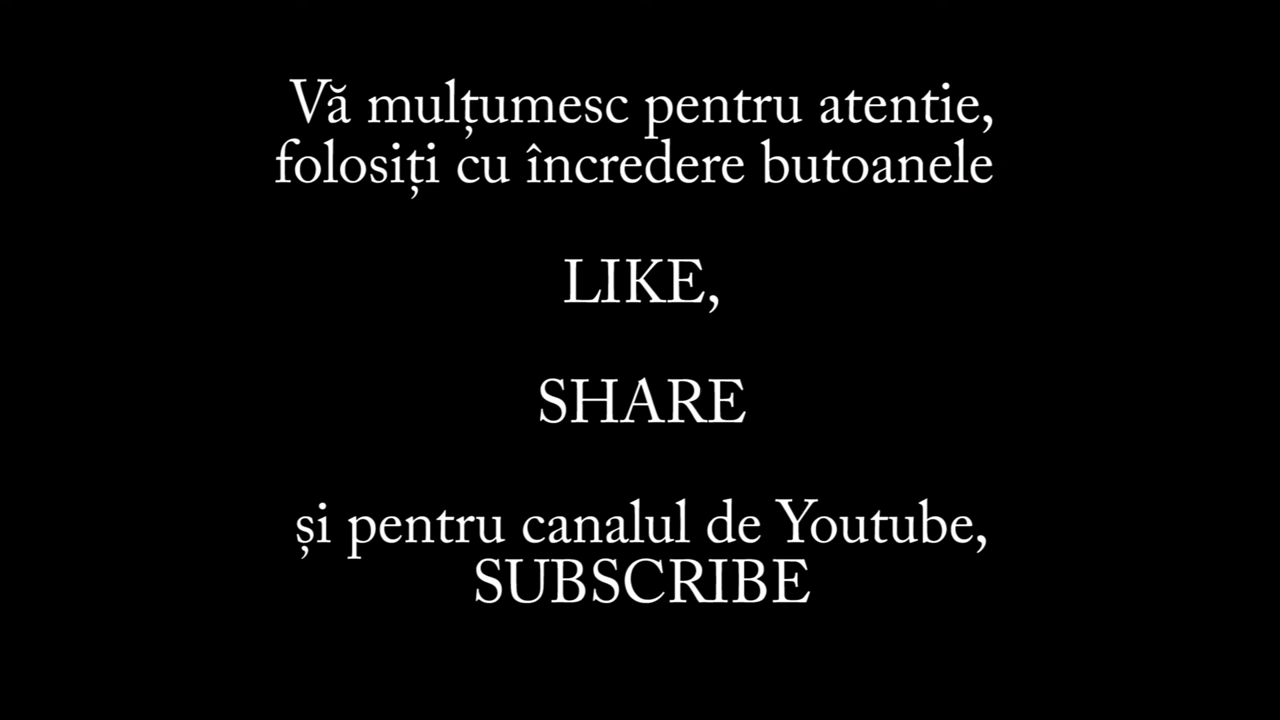 Vă mulțumesc pentru atentie,
folosiți cu încredere butoanele
LIKE,
SHARE
și pentru canalul de Youtube,
SUBSCRIBE